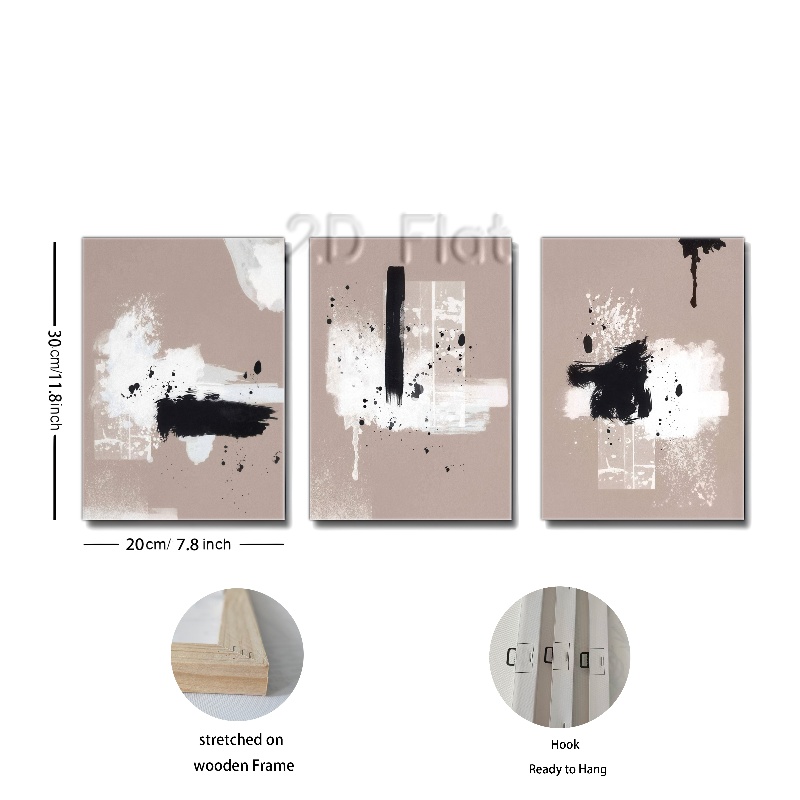 2D Flat
30cm/11.8inch
20cm/ 7.8 inch
stretched on
wooden Frame
Hook
Ready to Hang